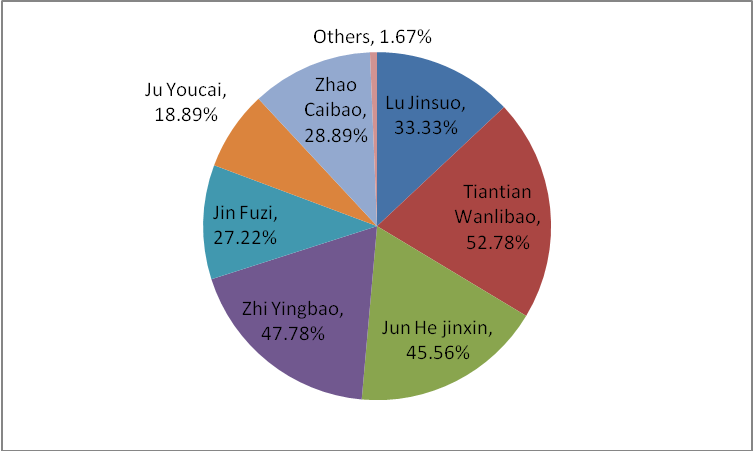 Others, 1.67%
Lu Jinsuo,
33.33%
Tiantian
Wanlibao,
52.78%
Jun He jinxin,
45.56%
Zhi Yingbao,
47.78%
Jin Fuzi,
27.22%
Ju Youcai,
18.89%
Zhao
Caibao,
28.89%